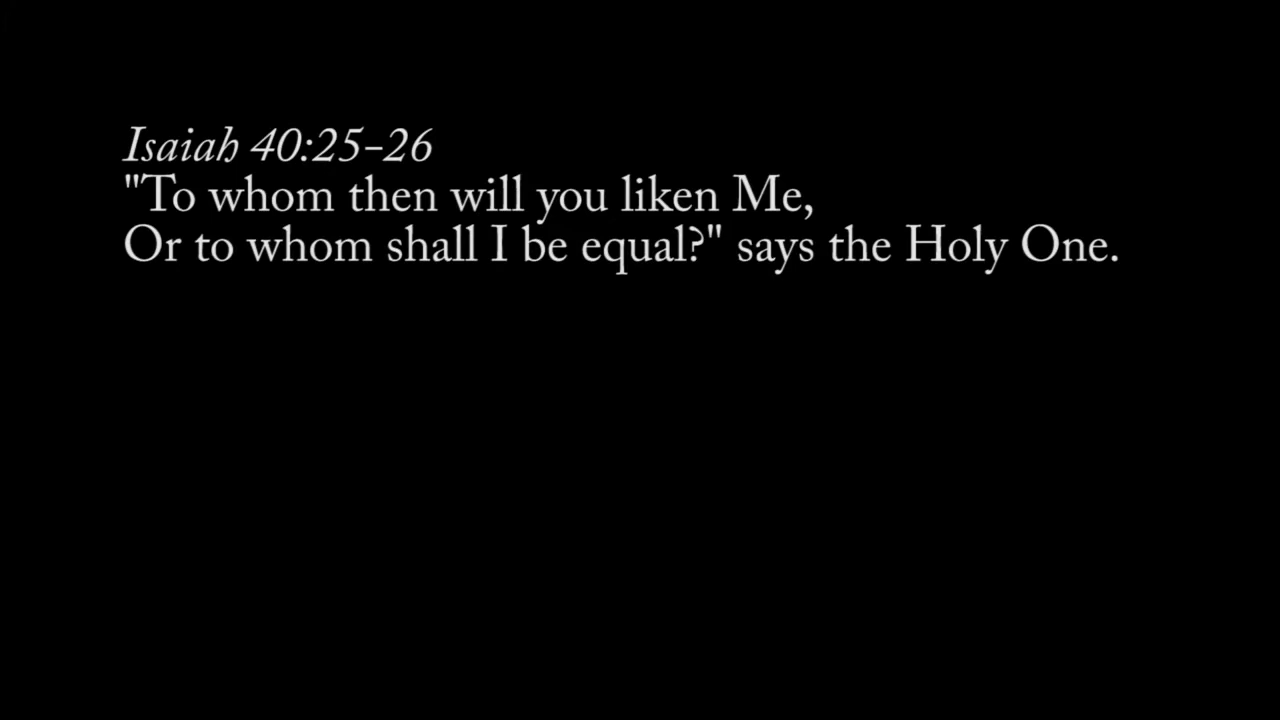 Isaiah 40:25-26
"To whom then will you liken Me,
Or to whom shall I be equal?" says the Holy One.